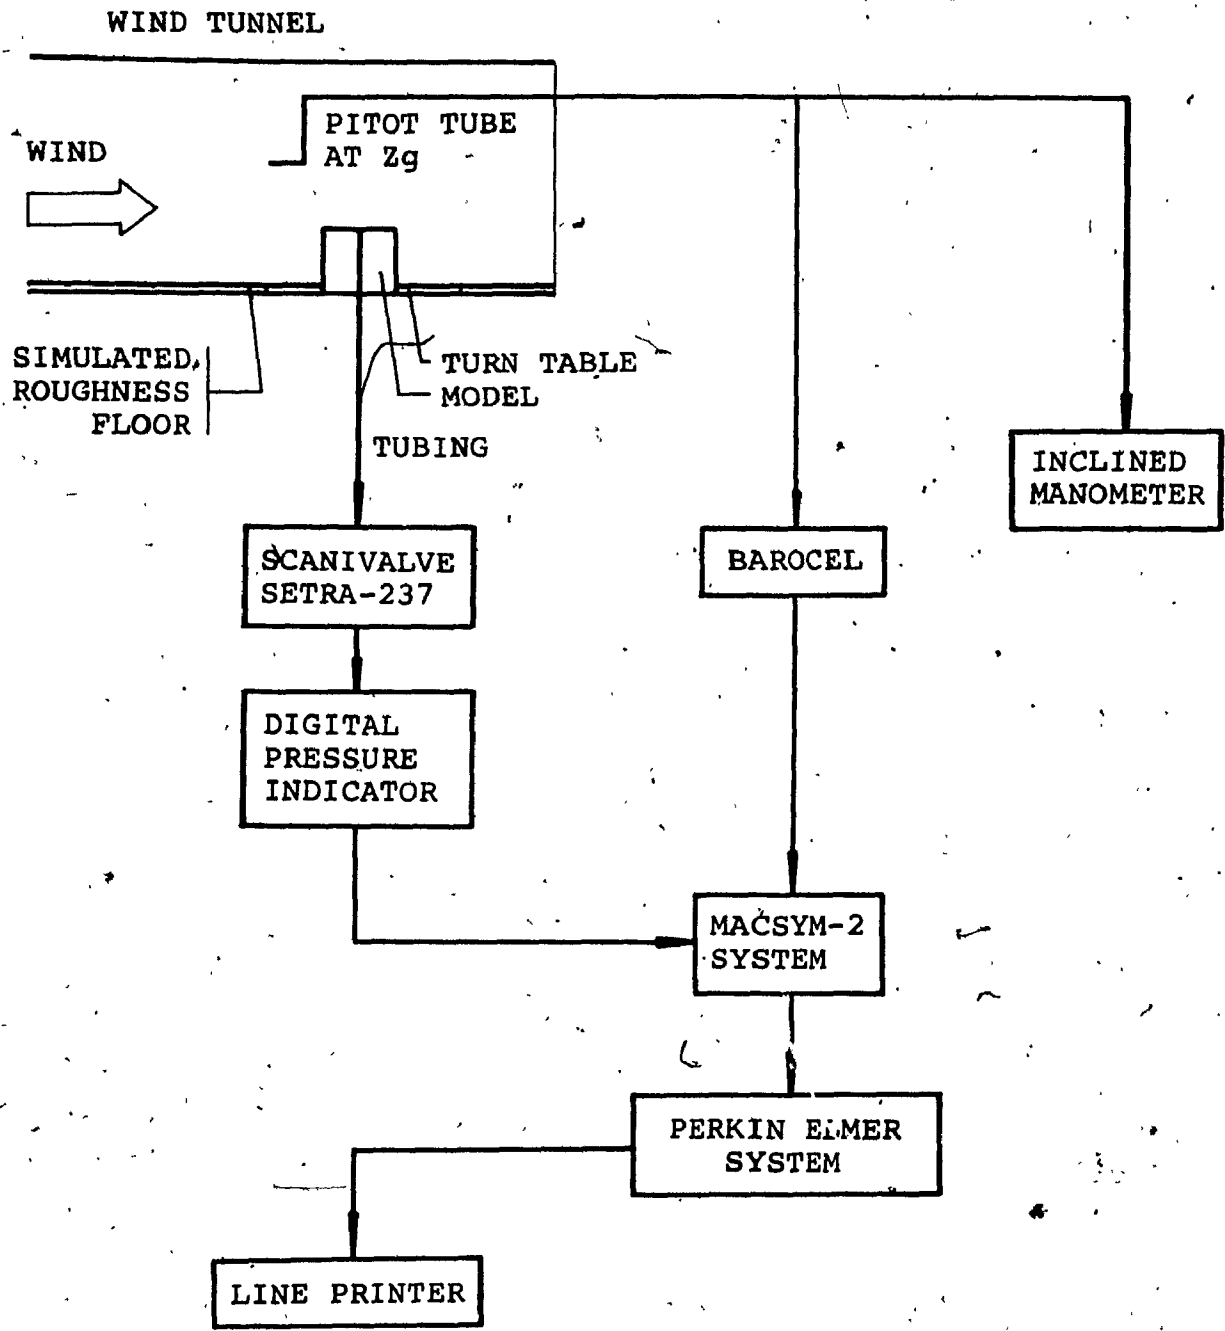 WIND TUNNEL
PITOT TUBE
AT Zg
WIND
SIMULATED
ROUGHNESS
FLOOR
TURN TABLE
MODEL
TUBING
INCLINED
MANOMETER
SCANIVALVE
SETRA-237
BAROCEL
DIGITAL
PRESSURE
INDICATOR
MACSYM-2
SYSTEM
PERKIN ELMER
SYSTEM
LINE PRINTER